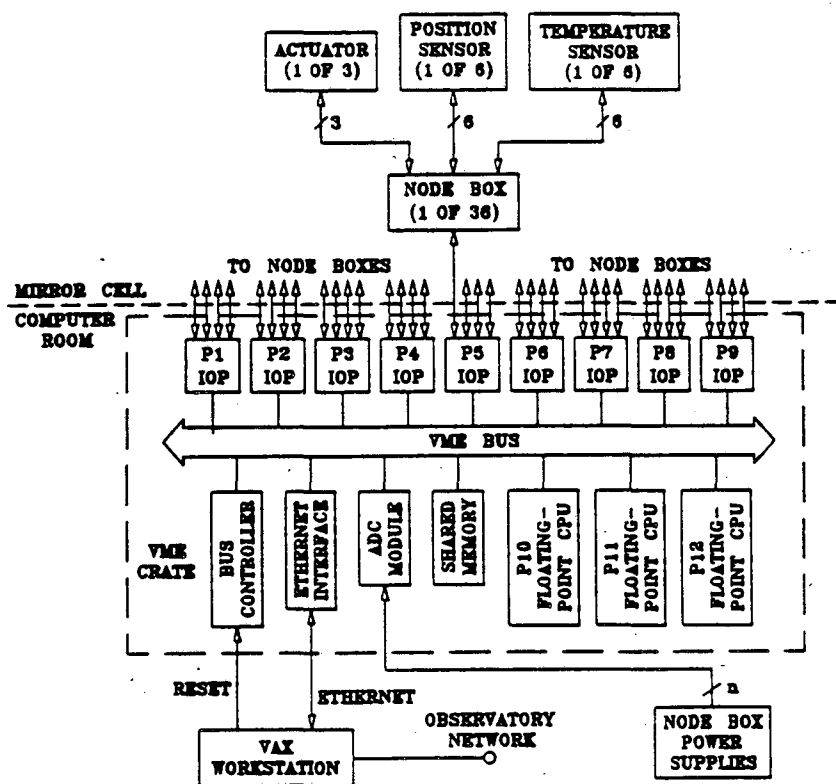 ACTUATOR
(1 OF 3)
POSITION
SENSOR
(1 OF 6)
TEMPERATURE
SENSOR
(1 OF 6)
3
6
6
NODE BOX
(1 OF 36)
TO NODE BOXES
TO NODE BOXES
MIRROR CELL
COMPUTER
ROOM
P1
IOP
P2
IOP
P3
IOP
P4
IOP
P5
IOP
P6
IOP
P7
IOP
P8
IOP
P9
IOP
VME BUS
VME
CRATE
BUS
CONTROLLER
ETHERNET
INTERFACE
ADC
MODULE
SHARED
MEMORY
P10
FLOATING-
POINT CPU
P11
FLOATING-
POINT CPU
P12
FLOATING-
POINT CPU
RESET
ETHERNET
n
OBSERVATORY
NETWORK
VAX
WORKSTATION
NODE BOX
POWER
SUPPLIES